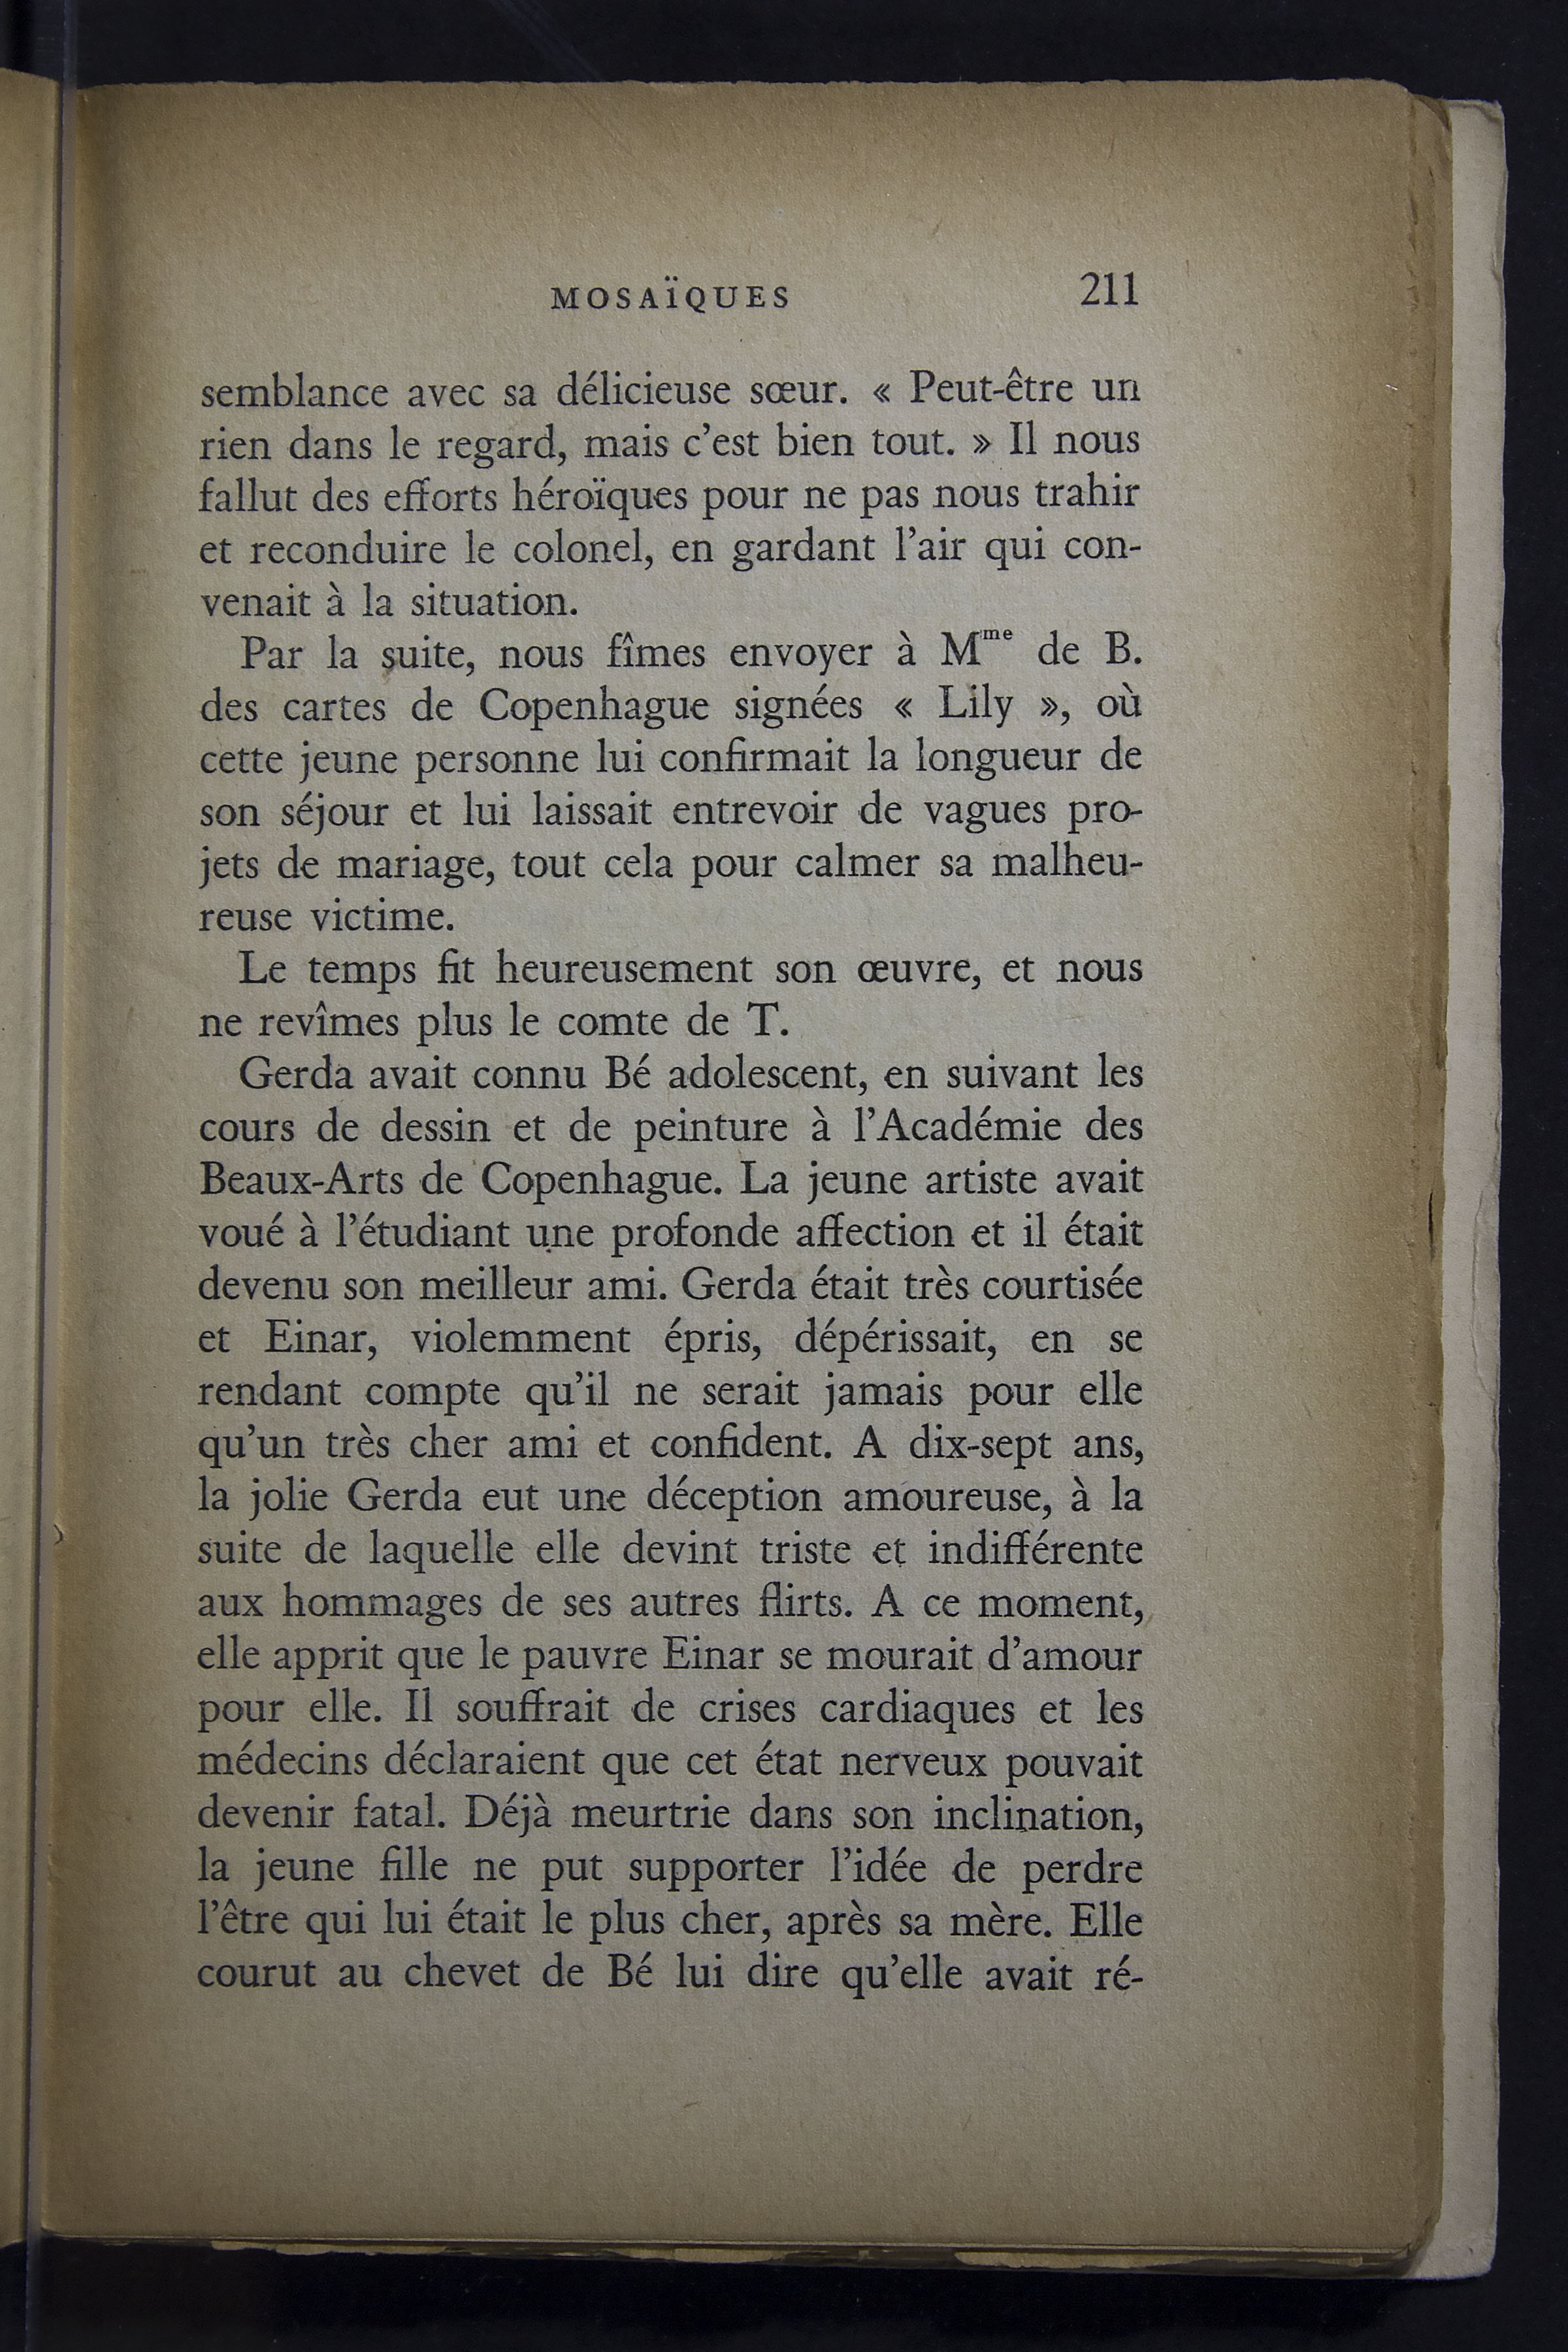 MOSAÏQUES 211
semblance avec sa délicieuse sœur. « Peut-être un
rien dans le regard, mais c’est bien tout. » Il nous
fallut des efforts héroïques pour ne pas nous trahir
et reconduire le colonel, en gardant l’air qui con-
venait à la situation.
Par la suite, nous fîmes envoyer à Mme de B.
des cartes de Copenhague signées « Lily », où
cette jeune personne lui confirmait la longueur de
son séjour et lui laissait entrevoir de vagues pro-
jets de mariage, tout cela pour calmer sa malheu-
reuse victime.
Le temps fit heureusement son œuvre, et nous
ne revîmes plus le comte de T.
Gerda avait connu Bé adolescent, en suivant les
cours de dessin et de peinture à l’Académie des
Beaux-Arts de Copenhague. La jeune artiste avait
voué à l’étudiant une profonde affection et il était
devenu son meilleur ami. Gerda était très courtisée
et Einar, violemment épris, dépérissait, en se
rendant compte qu’il ne serait jamais pour elle
qu’un très cher ami et confident. A dix-sept ans,
la jolie Gerda eut une déception amoureuse, à la
suite de laquelle elle devint triste et indifférente
aux hommages de ses autres flirts. A ce moment,
elle apprit que le pauvre Einar se mourait d’amour
pour elle. Il souffrait de crises cardiaques et les
médecins déclaraient que cet état nerveux pouvait
devenir fatal. Déjà meurtrie dans son inclination,
la jeune fille ne put supporter l’idée de perdre
l’être qui lui était le plus cher, après sa mère. Elle
courut au chevet de Bé lui dire qu’elle avait ré-